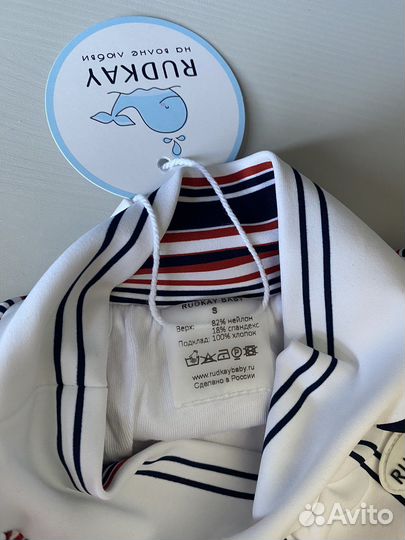 RUDKAY
на волне любви
RUDKAY BABY
S
Верх: 82% нейлон
18% спандекс
Подклад: 100% хлопок
www.rudkaybaby.ru
Сделано в России
RU
Avito